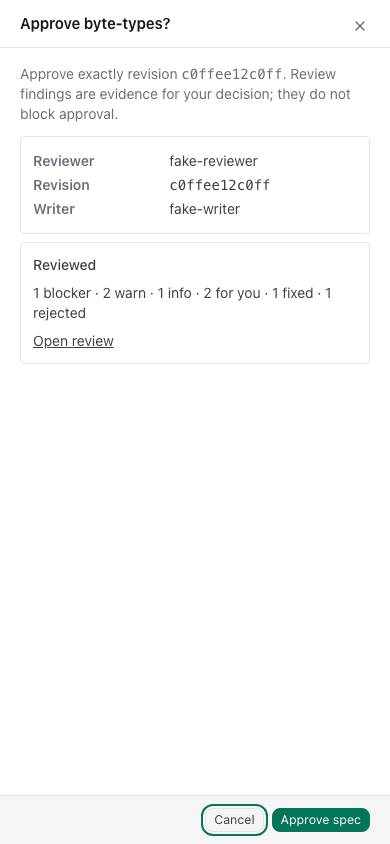 Approve byte-types?
Approve exactly revision c0ffee12c0ff. Review
findings are evidence for your decision; they do not
block approval.
Reviewer fake-reviewer
Revision c0ffee12c0ff
Writer fake-writer
Reviewed
1 blocker · 2 warn · 1 info · 2 for you · 1 fixed · 1
rejected
Open review
Cancel Approve spec